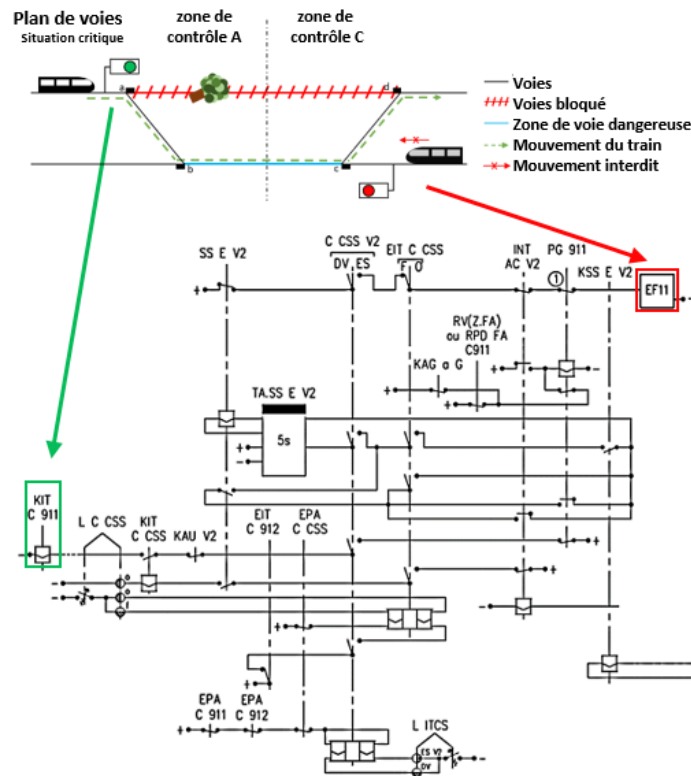 Plan de voies
Situation critique
zone de
contrôle A
zone de
contrôle C
a
d
b
c
Voies
Voies bloqué
Zone de voie dangereuse
Mouvement du train
Mouvement interdit
SS E V2
C CSS V2
DV ES
EIT C CSS
F O
INT
AC V2
PG 911
1
KSS E V2
EF11
RV(Z.FA)
ou RPD FA
C911
KAG a G
TA.SS E V2
5s
KIT
C 911
L C CSS
KIT
C CSS
KAU V2
EIT
C 912
EPA
C CSS
EPA
C 911
EPA
C 912
L ITCS
ES V2
DV